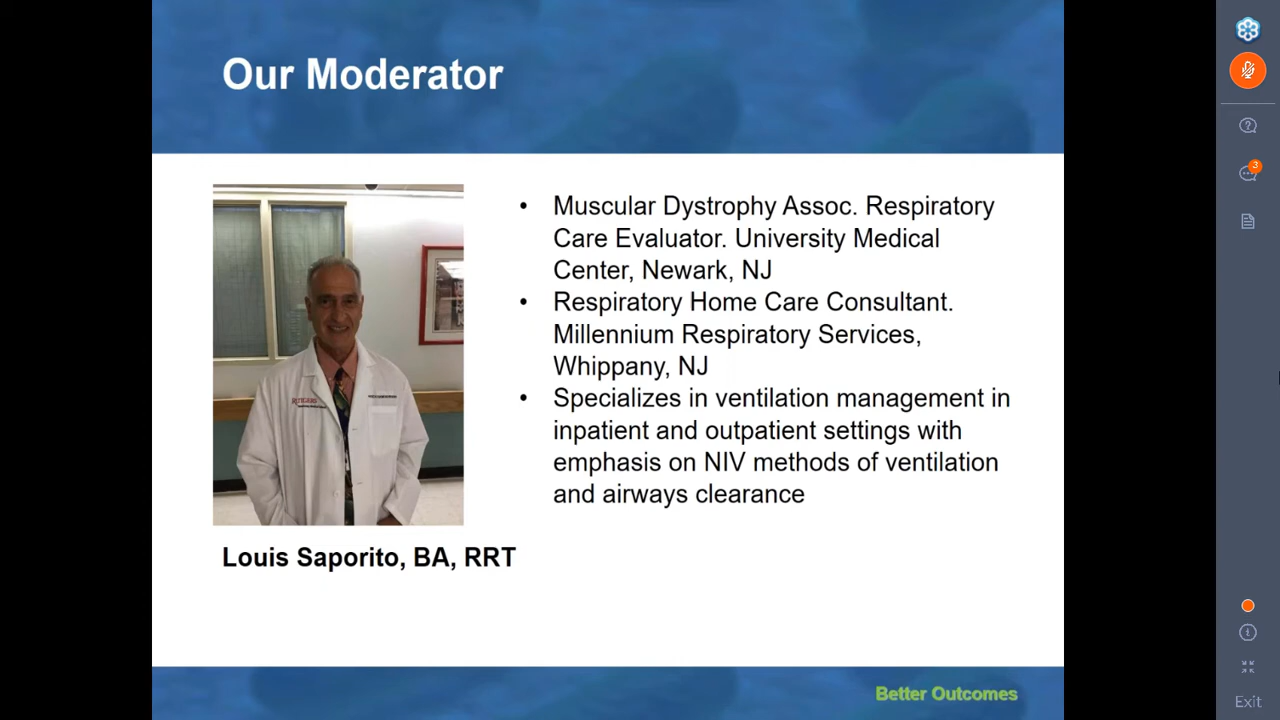 Our Moderator
• Muscular Dystrophy Assoc. Respiratory
Care Evaluator. University Medical
Center, Newark, NJ
• Respiratory Home Care Consultant.
Millennium Respiratory Services,
Whippany, NJ
• Specializes in ventilation management in
inpatient and outpatient settings with
emphasis on NIV methods of ventilation
and airways clearance
RUTGERS
Louis Saporito, BA, RRT
Better Outcomes
3
Exit